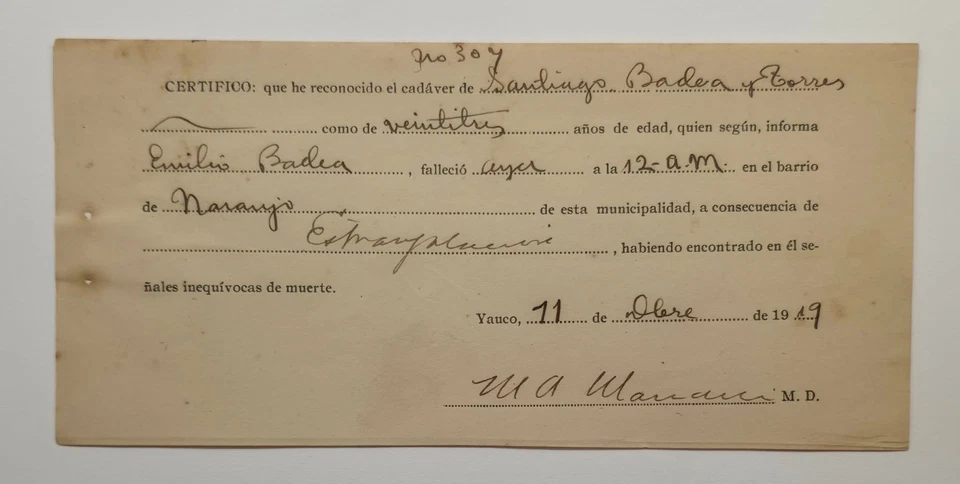 No 307
CERTIFICO: que he reconocido el cadáver de Santiago Badea y Torres
como de veintitres años de edad, quien según, informa
Emilio Badea, falleció ayer a la 12-a.m. en el barrio
de Naranjo de esta municipalidad, a consecuencia de
Estrangulacion, habiendo encontrado en él se-
ñales inequívocas de muerte.
Yauco, 11 de Dbre de 1919
M A M. D.